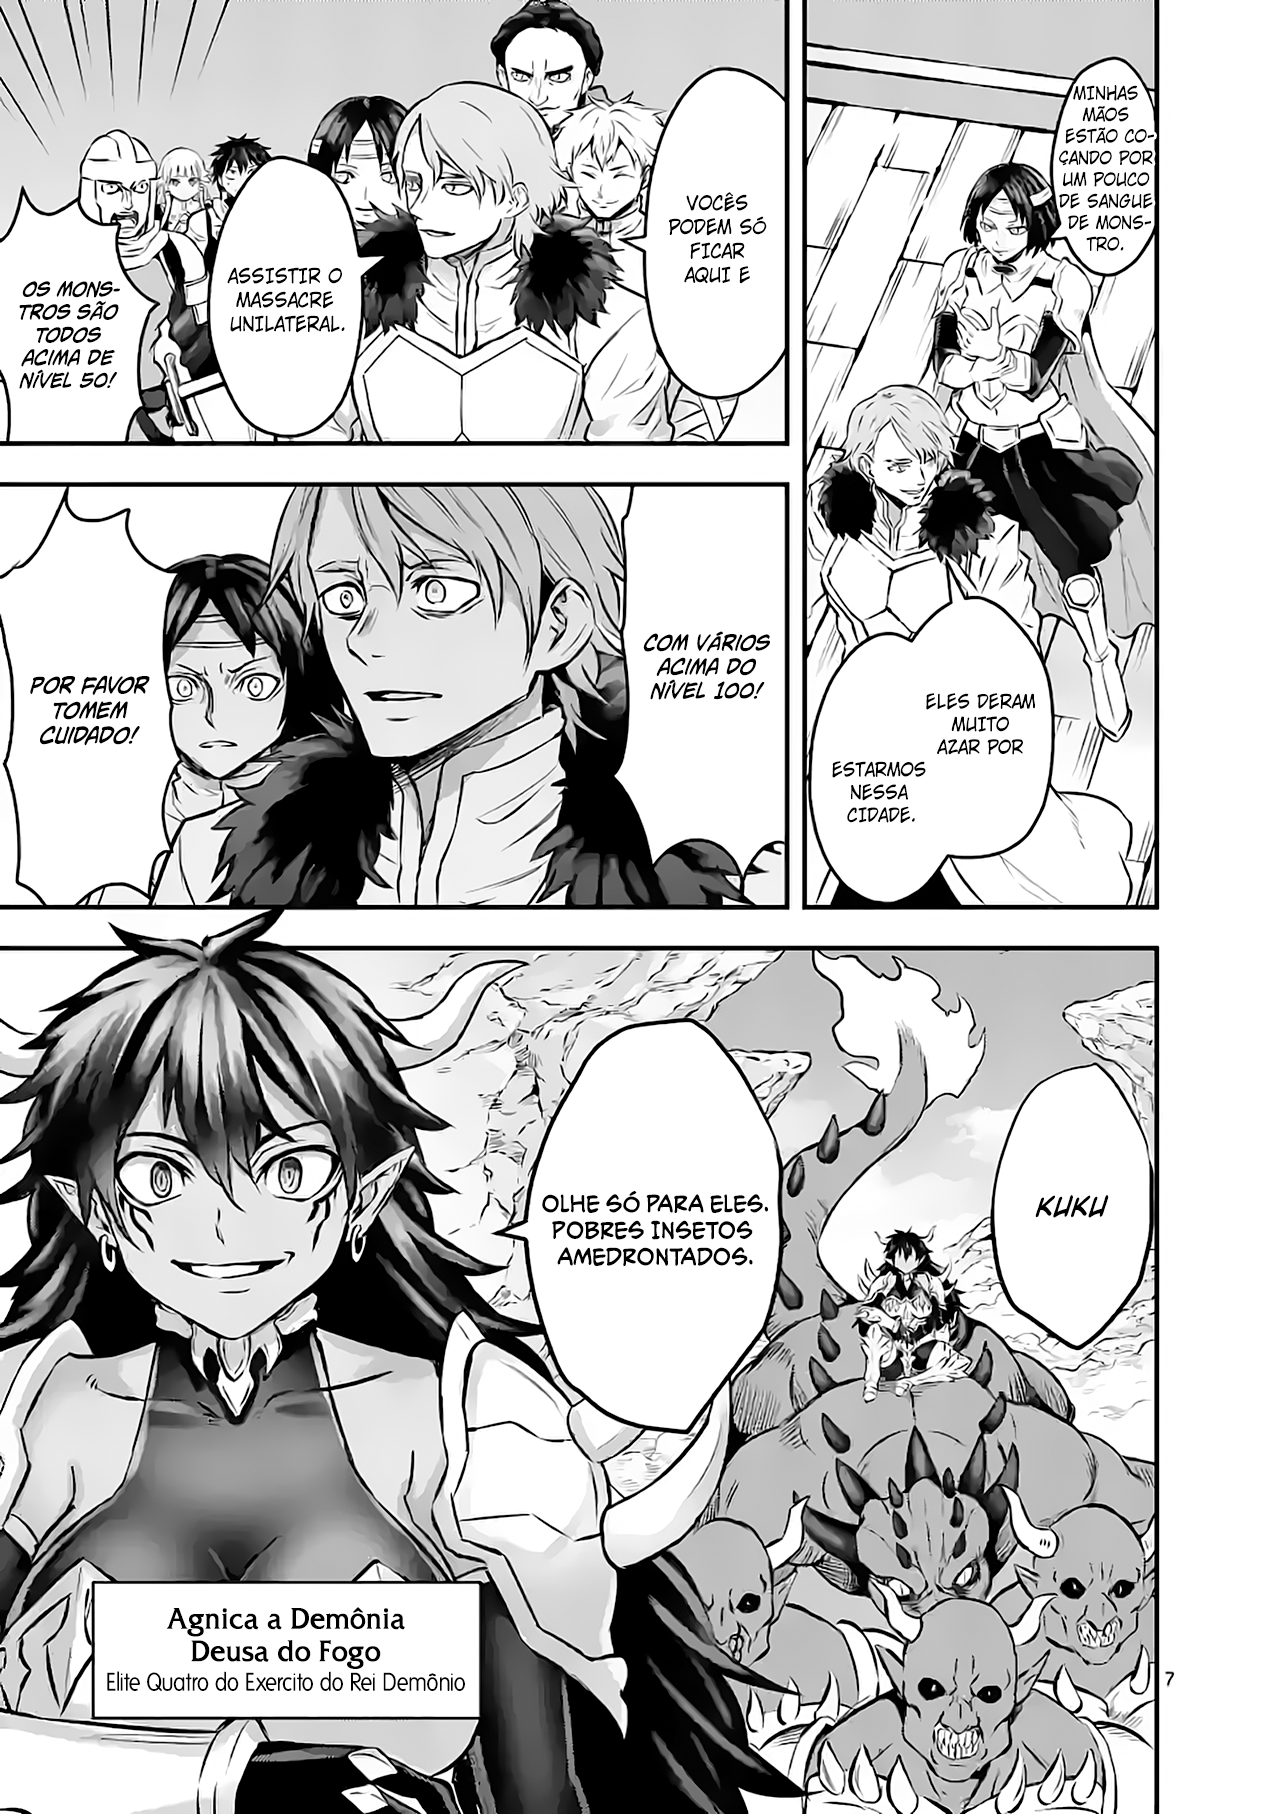 MINHAS
MÃOS
ESTÃO CO-
ÇANDO POR
UM POUCO
DE SANGUE
DE MONS-
TRO.
ELES DERAM
MUITO
AZAR POR
ESTARMOS
NESSA
CIDADE.
VOCÊS
PODEM SÓ
FICAR
AQUI E
ASSISTIR O
MASSACRE
UNILATERAL.
OS MONS-
TROS SÃO
TODOS
ACIMA DE
NÍVEL 50!
COM VÁRIOS
ACIMA DO
NÍVEL 100!
POR FAVOR
TOMEM
CUIDADO!
KUKU
OLHE SÓ PARA ELES.
POBRES INSETOS
AMEDRONTADOS.
Agnica a Demônia
Deusa do Fogo
Elite Quatro do Exercito do Rei Demônio
7